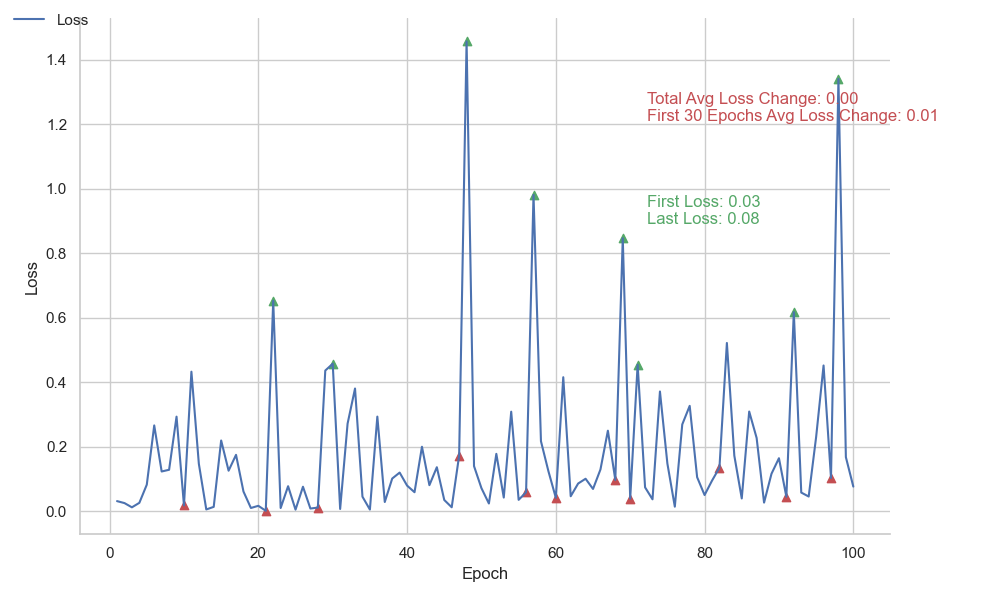 Loss
1.4
1.2
1.0
0.8
0.6
0.4
0.2
0.0
Loss
Total Avg Loss Change: 0.00
First 30 Epochs Avg Loss Change: 0.01
First Loss: 0.03
Last Loss: 0.08
0 20 40 60 80 100
Epoch